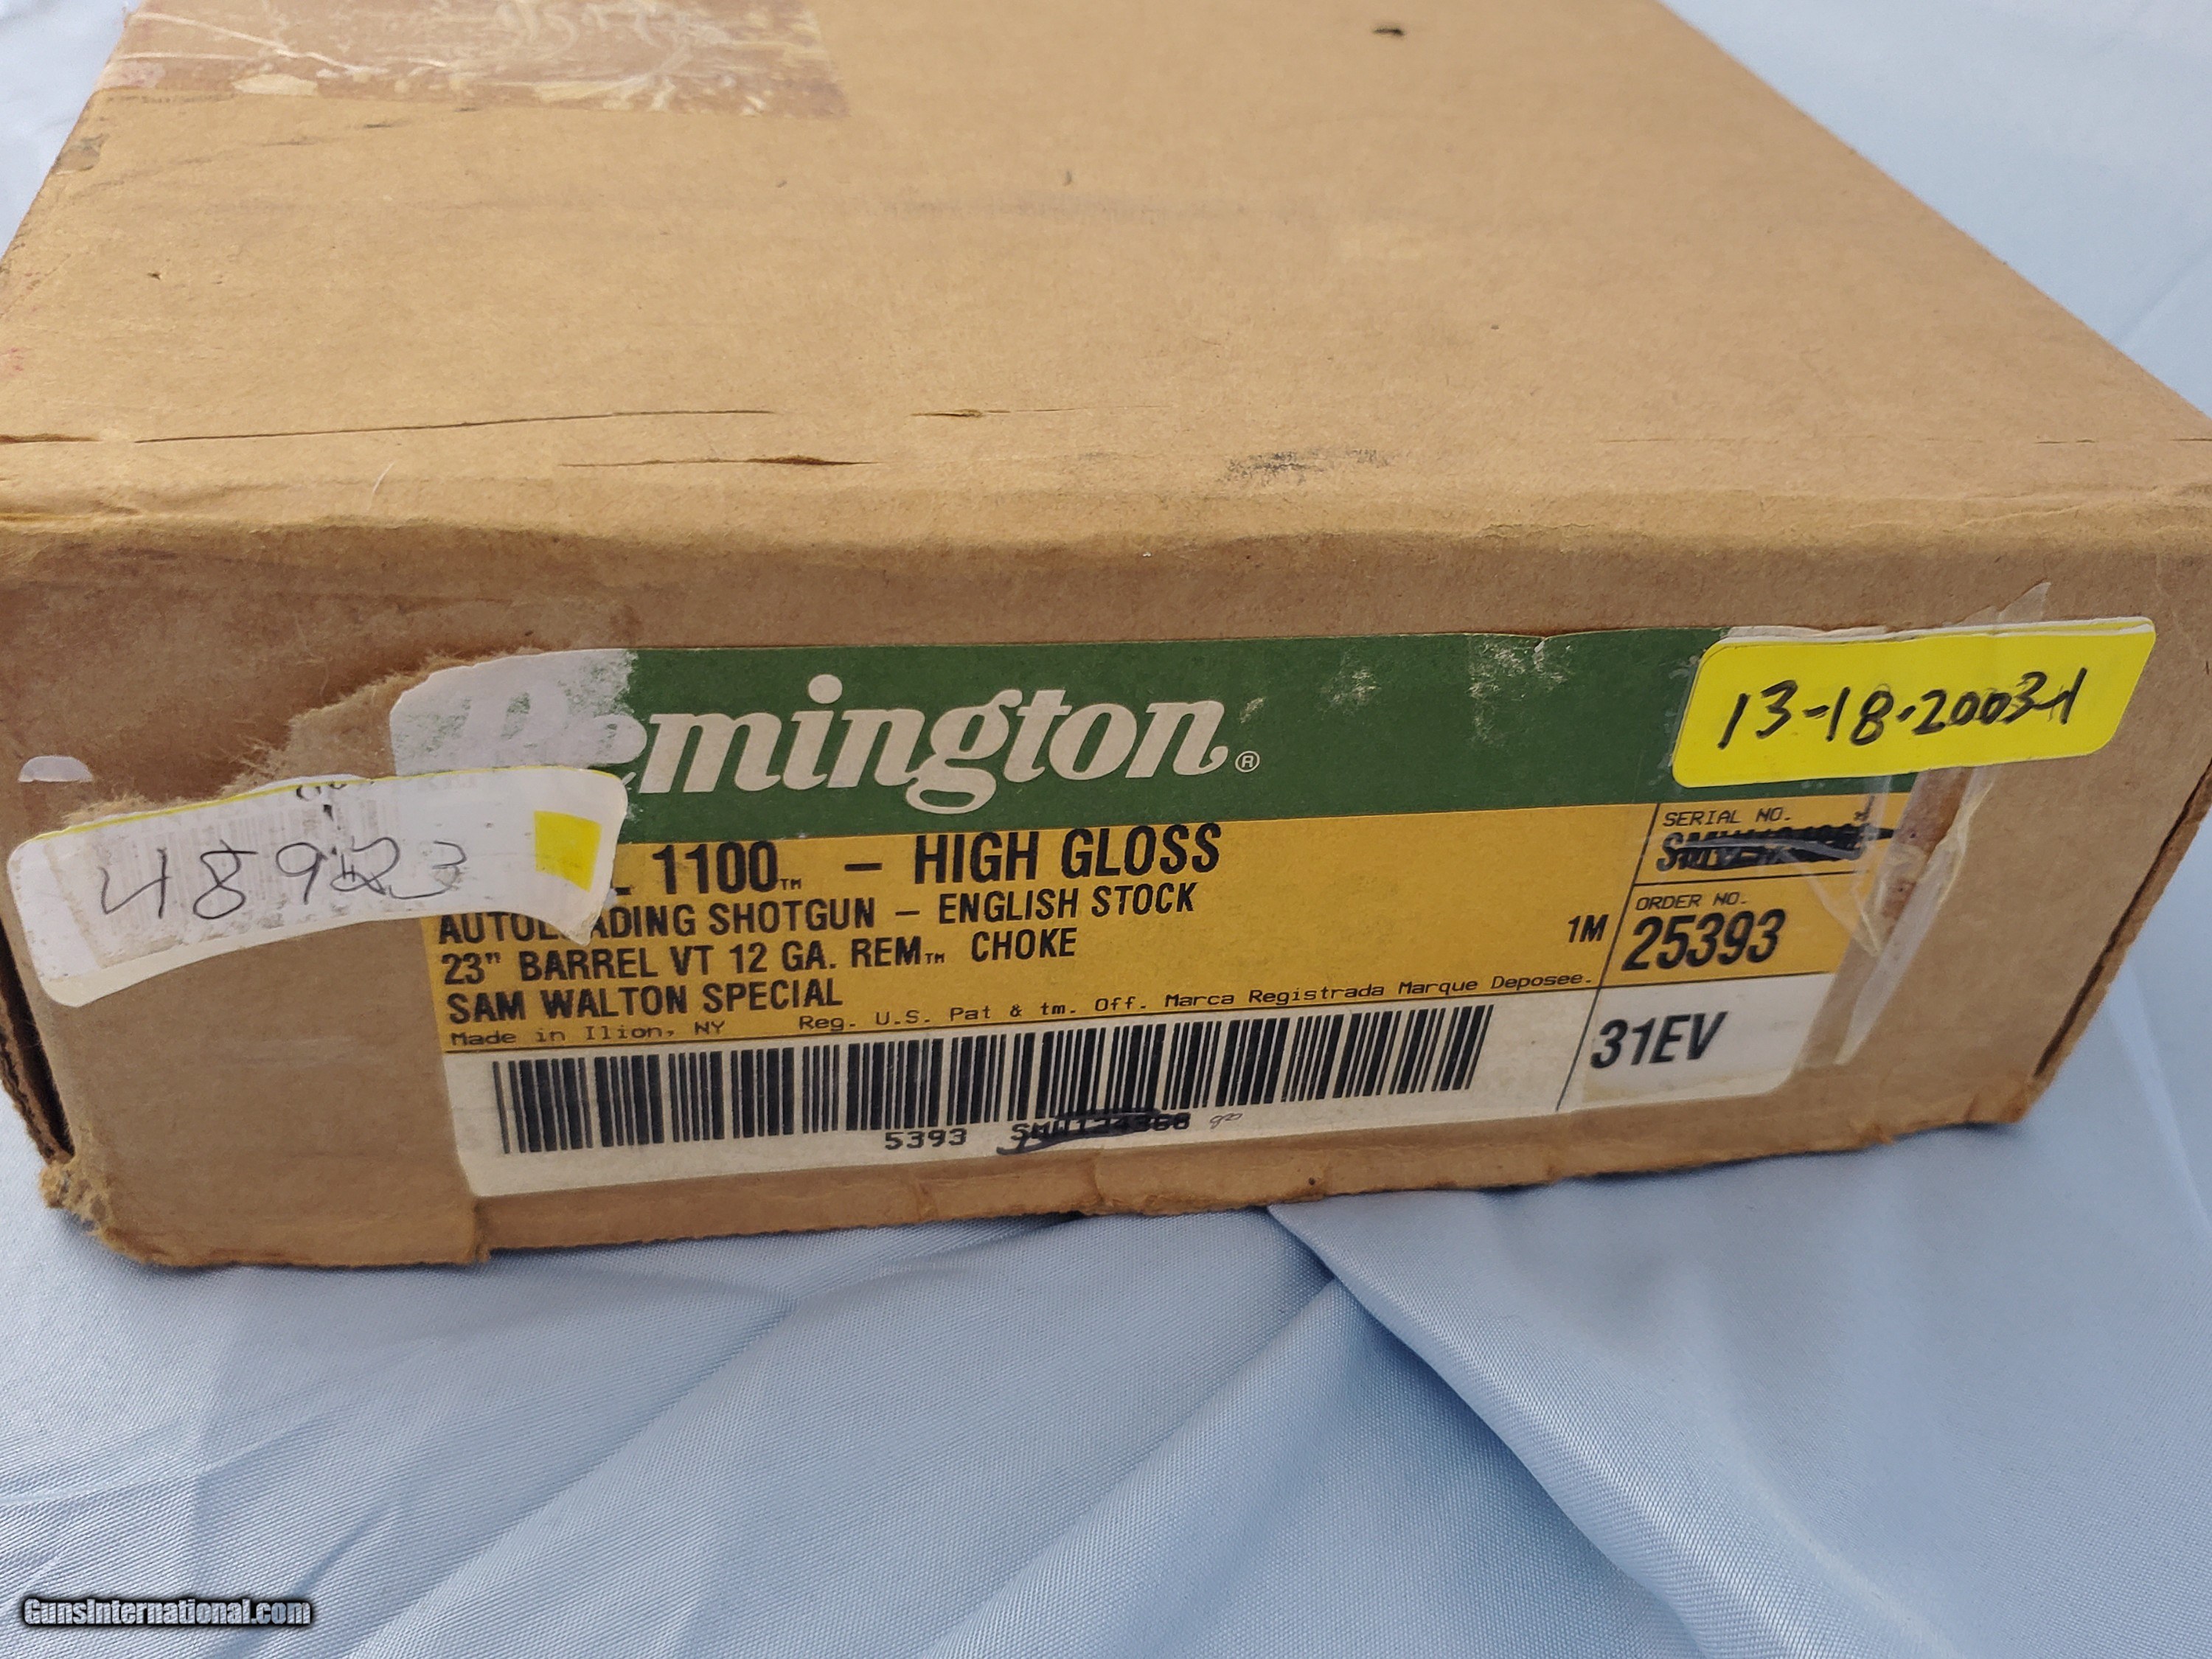 Remington®
13-18-20034
48923
1100™ – HIGH GLOSS
AUTOLOADING SHOTGUN – ENGLISH STOCK
23" BARREL VT 12 GA. REM™ CHOKE
SAM WALTON SPECIAL
1M
Made in Ilion, NY Reg. U.S. Pat & tm. Off. Marca Registrada Marque Deposee.
SERIAL NO.
ORDER NO.
25393
31EV
5393
GunsInternational.com